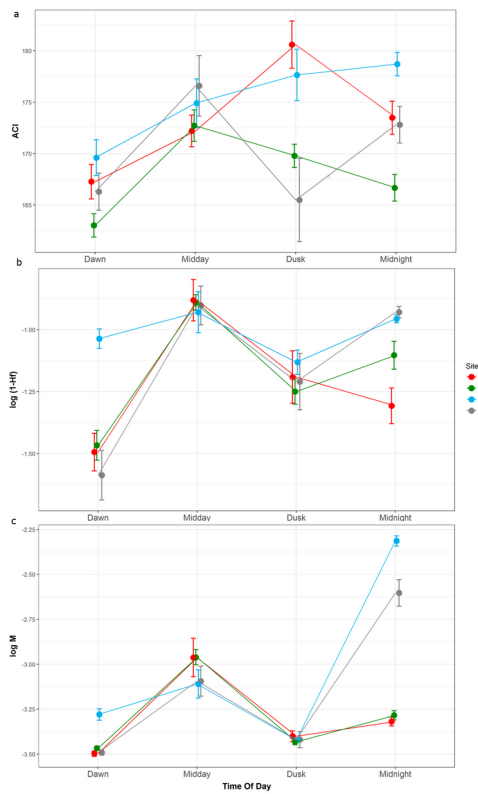 a
180
175
170
165
ACI
Dawn
Midday
Dusk
Midnight
b
-1.00
-1.25
-1.50
log (1-Hf)
Dawn
Midday
Dusk
Midnight
Site
c
-2.25
-2.50
-2.75
-3.00
-3.25
-3.50
log M
Dawn
Midday
Dusk
Midnight
Time Of Day